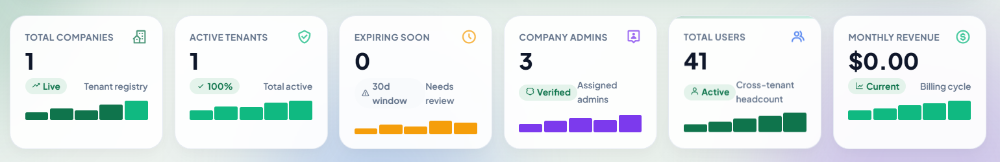 TOTAL COMPANIES
1
Live Tenant registry
ACTIVE TENANTS
1
100% Total active
EXPIRING SOON
0
30d window
Needs review
COMPANY ADMINS
3
Verified
Assigned admins
TOTAL USERS
41
Active
Cross-tenant headcount
MONTHLY REVENUE
$0.00
Current Billing cycle